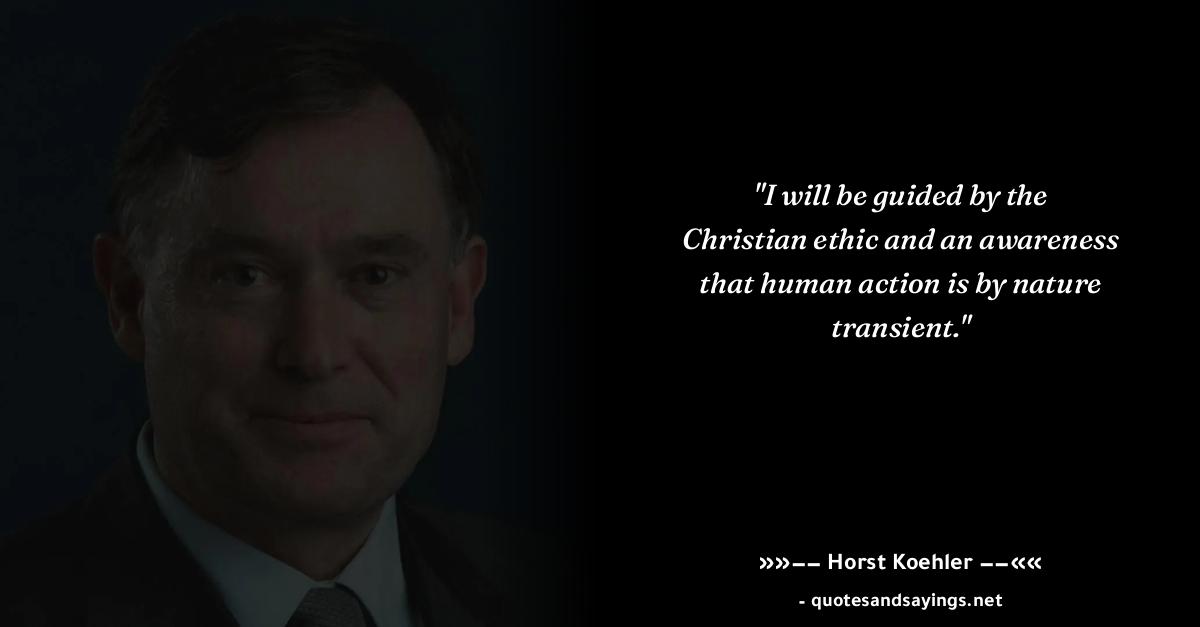 "I will be guided by the
Christian ethic and an awareness
that human action is by nature
transient."
»»−− Horst Koehler −−««
- quotesandsayings.net